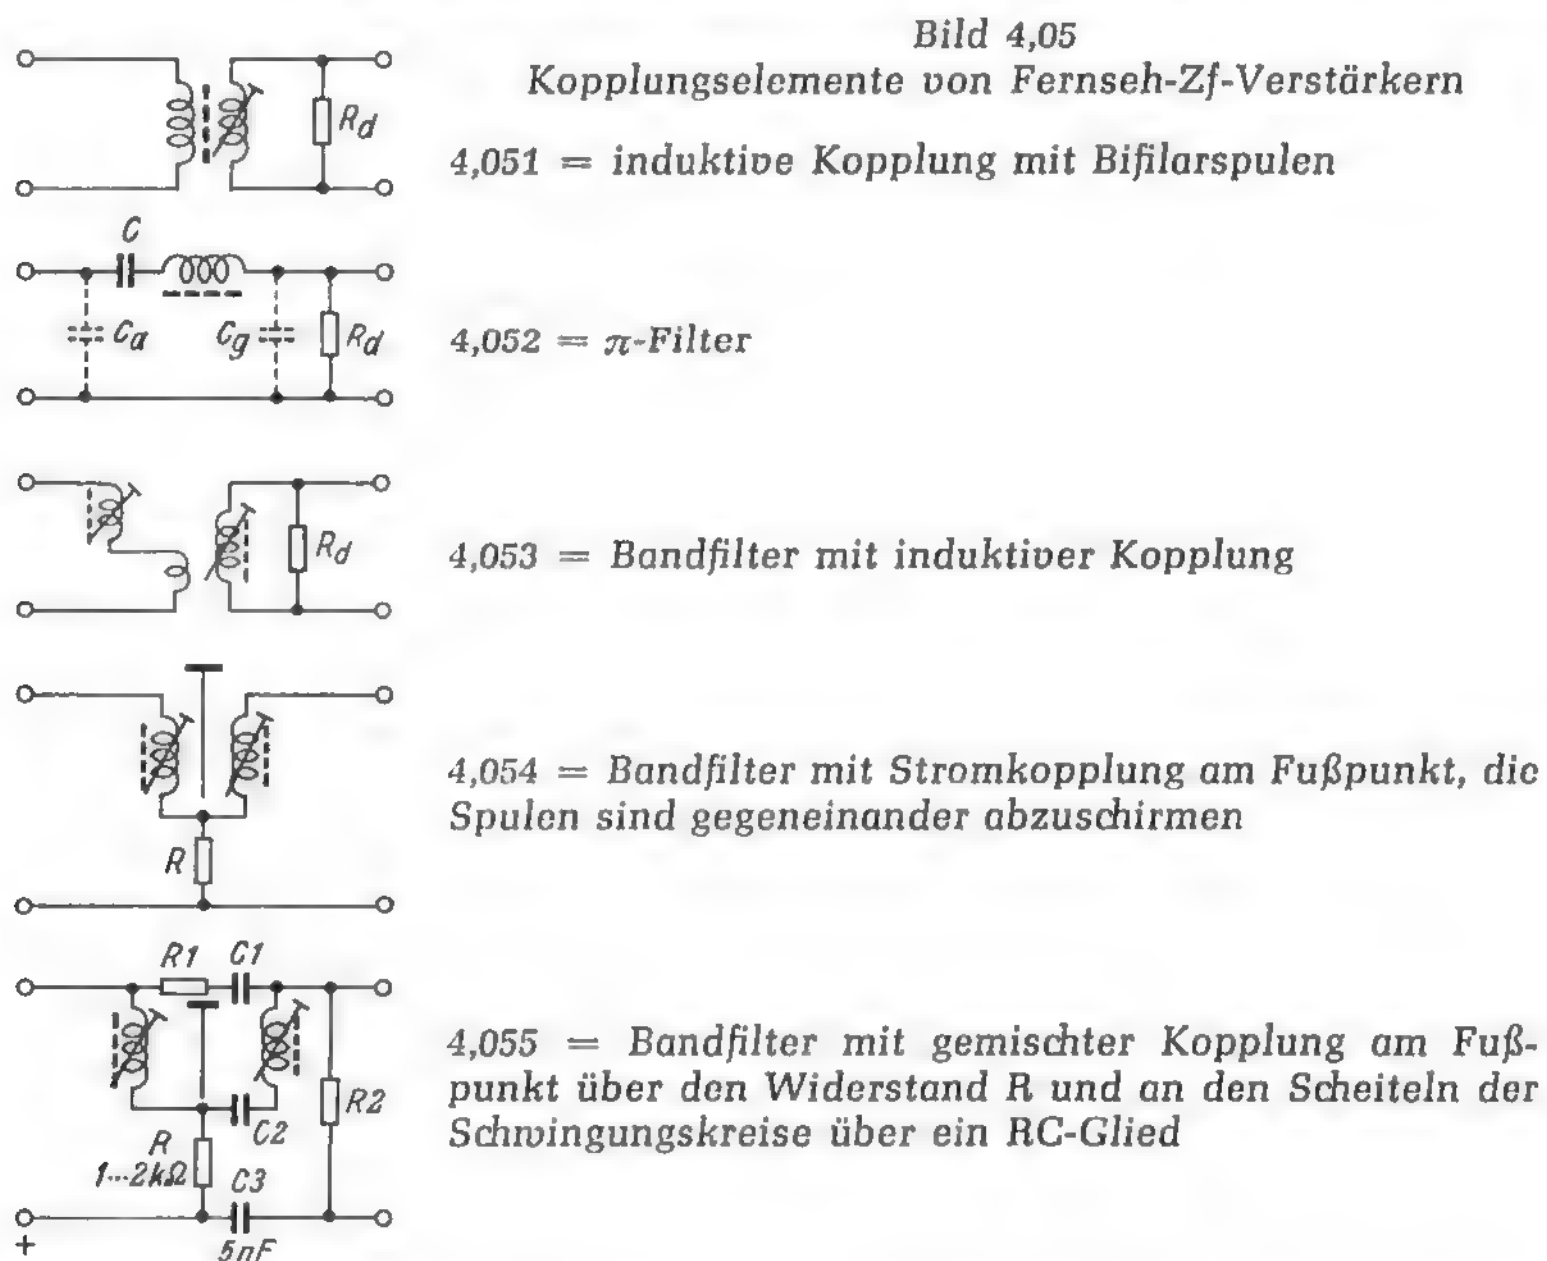 Bild 4,05
Kopplungselemente von Fernseh-Zf-Verstärkern
Rd
4,051 = induktive Kopplung mit Bifilarspulen
C
Ca
Cg
Rd
4,052 = π-Filter
Rd
4,053 = Bandfilter mit induktiver Kopplung
R
4,054 = Bandfilter mit Stromkopplung am Fußpunkt, die
Spulen sind gegeneinander abzuschirmen
R1
C1
C2
R2
R
1...2kΩ
C3
+
5nF
4,055 = Bandfilter mit gemischter Kopplung am Fuß-
punkt über den Widerstand R und an den Scheiteln der
Schwingungskreise über ein RC-Glied